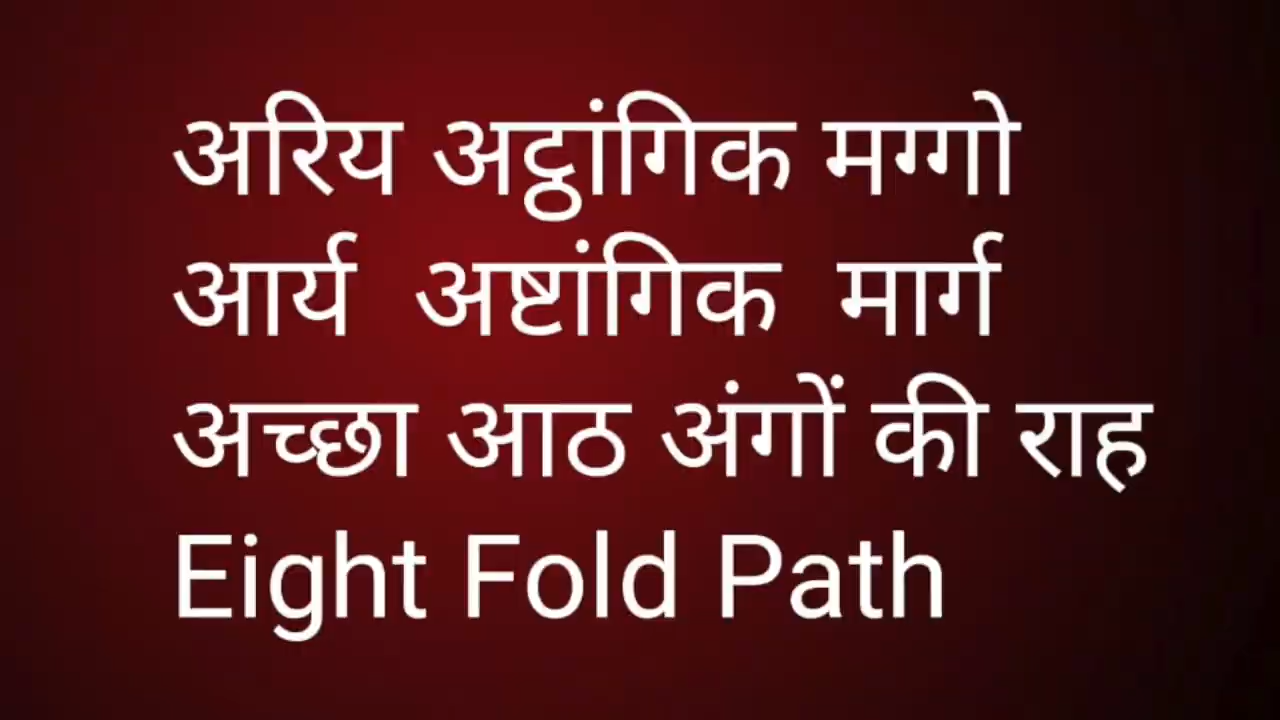 अरिय अट्ठांगिक मग्गो
आर्य अष्टांगिक मार्ग
अच्छा आठ अंगों की राह
Eight Fold Path